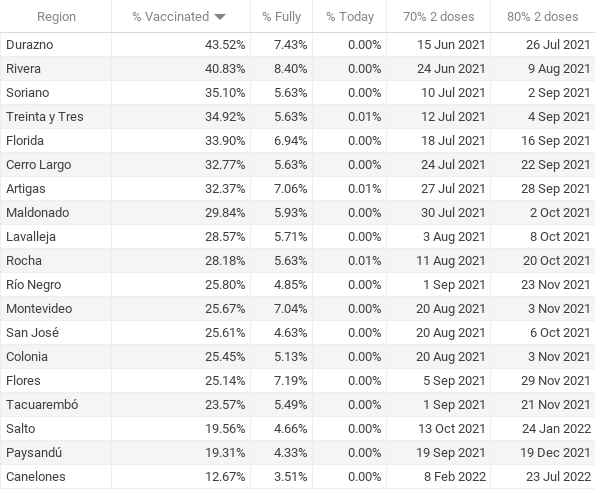 Region % Vaccinated % Fully % Today 70% 2 doses 80% 2 doses
Durazno 43.52% 7.43% 0.00% 15 Jun 2021 26 Jul 2021
Rivera 40.83% 8.40% 0.00% 24 Jun 2021 9 Aug 2021
Soriano 35.10% 5.63% 0.00% 10 Jul 2021 2 Sep 2021
Treinta y Tres 34.92% 5.63% 0.01% 12 Jul 2021 4 Sep 2021
Florida 33.90% 6.94% 0.00% 18 Jul 2021 16 Sep 2021
Cerro Largo 32.77% 5.63% 0.00% 24 Jul 2021 22 Sep 2021
Artigas 32.37% 7.06% 0.01% 27 Jul 2021 28 Sep 2021
Maldonado 29.84% 5.93% 0.00% 30 Jul 2021 2 Oct 2021
Lavalleja 28.57% 5.71% 0.00% 3 Aug 2021 8 Oct 2021
Rocha 28.18% 5.63% 0.01% 11 Aug 2021 20 Oct 2021
Río Negro 25.80% 4.85% 0.00% 1 Sep 2021 23 Nov 2021
Montevideo 25.67% 7.04% 0.00% 20 Aug 2021 3 Nov 2021
San José 25.61% 4.63% 0.00% 20 Aug 2021 6 Oct 2021
Colonia 25.45% 5.13% 0.00% 20 Aug 2021 3 Nov 2021
Flores 25.14% 7.19% 0.00% 5 Sep 2021 29 Nov 2021
Tacuarembó 23.57% 5.49% 0.00% 1 Sep 2021 21 Nov 2021
Salto 19.56% 4.66% 0.00% 13 Oct 2021 24 Jan 2022
Paysandú 19.31% 4.33% 0.00% 19 Sep 2021 19 Dec 2021
Canelones 12.67% 3.51% 0.00% 8 Feb 2022 23 Jul 2022